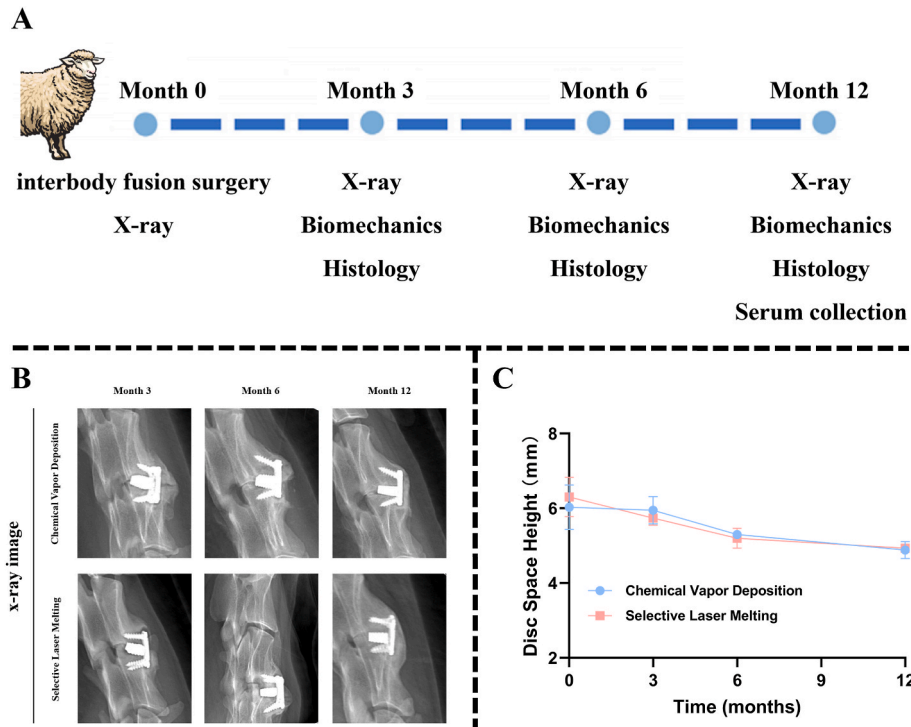 A
Month 0 Month 3 Month 6 Month 12
interbody fusion surgery X-ray X-ray X-ray
X-ray Biomechanics Biomechanics Biomechanics
Histology Histology Histology
Serum collection
B
Month 3 Month 6 Month 12
x-ray image
Chemical Vapor Deposition
Selective Laser Melting
C
Disc Space Height (mm)
8
6
4
2
Chemical Vapor Deposition
Selective Laser Melting
0 3 6 9 12
Time (months)